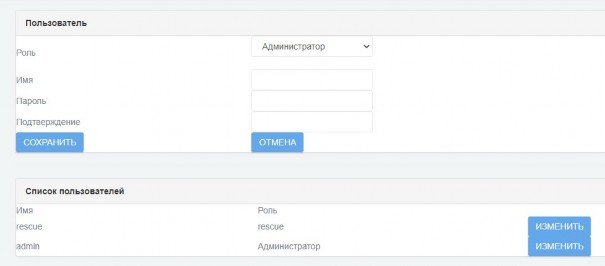 Пользователь
Роль Администратор
Имя
Пароль
Подтверждение
СОХРАНИТЬ ОТМЕНА
Список пользователей
Имя Роль
rescue rescue ИЗМЕНИТЬ
admin Администратор ИЗМЕНИТЬ